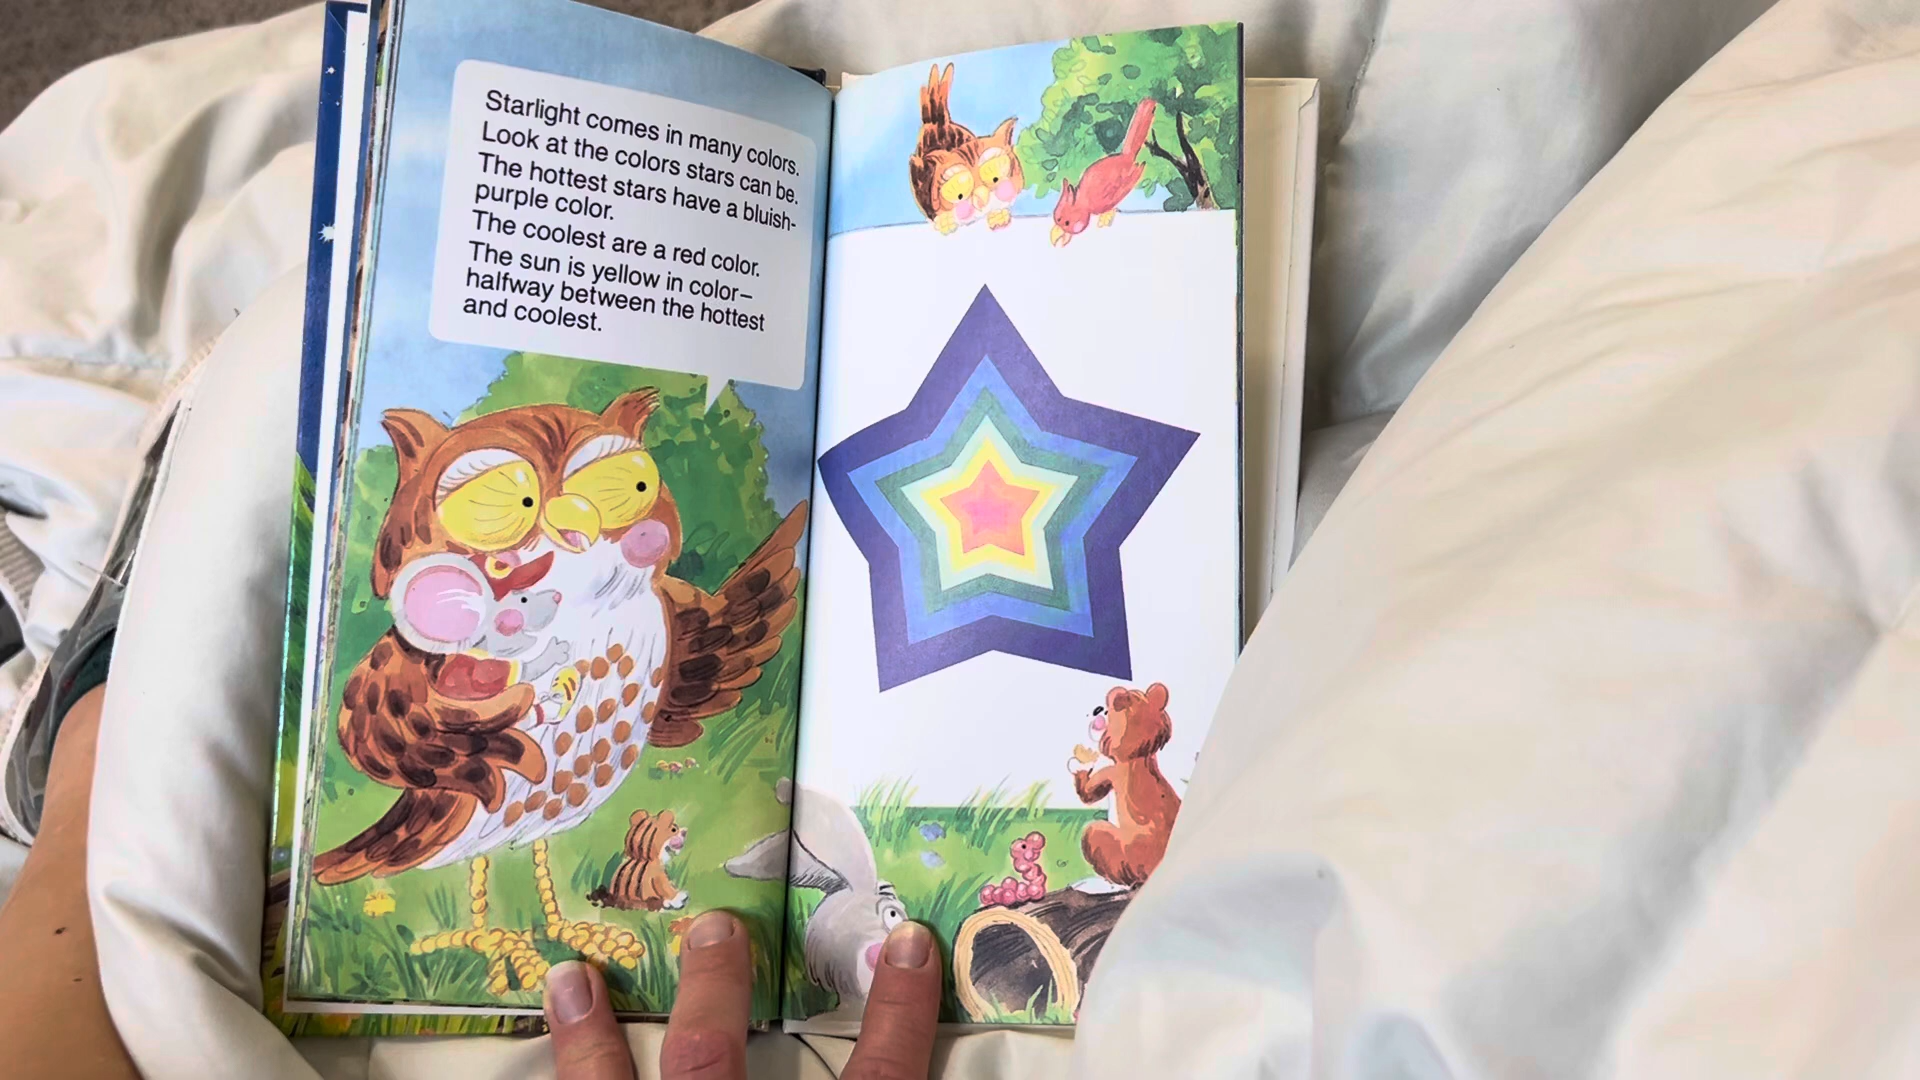 Starlight comes in many colors.
Look at the colors stars can be.
The hottest stars have a bluish-
purple color.
The coolest are a red color.
The sun is yellow in color–
halfway between the hottest
and coolest.